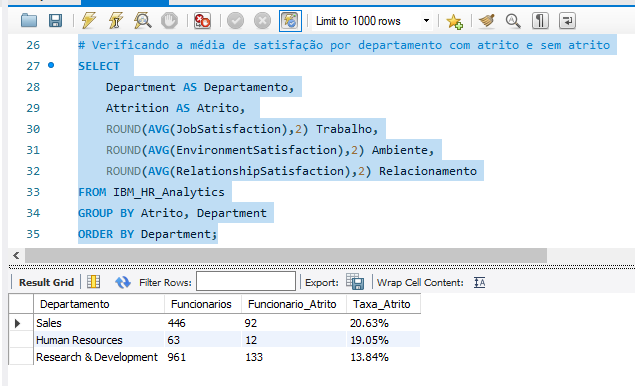 Limit to 1000 rows
26 # Verificando a média de satisfação por departamento com atrito e sem atrito
27 SELECT
28 Department AS Departamento,
29 Attrition AS Atrito,
30 ROUND(AVG(JobSatisfaction),2) Trabalho,
31 ROUND(AVG(EnvironmentSatisfaction),2) Ambiente,
32 ROUND(AVG(RelationshipSatisfaction),2) Relacionamento
33 FROM IBM_HR_Analytics
34 GROUP BY Atrito, Department
35 ORDER BY Department;
Result Grid Filter Rows: Export: Wrap Cell Content:
Departamento Funcionarios Funcionario_Atrito Taxa_Atrito
Sales 446 92 20.63%
Human Resources 63 12 19.05%
Research & Development 961 133 13.84%